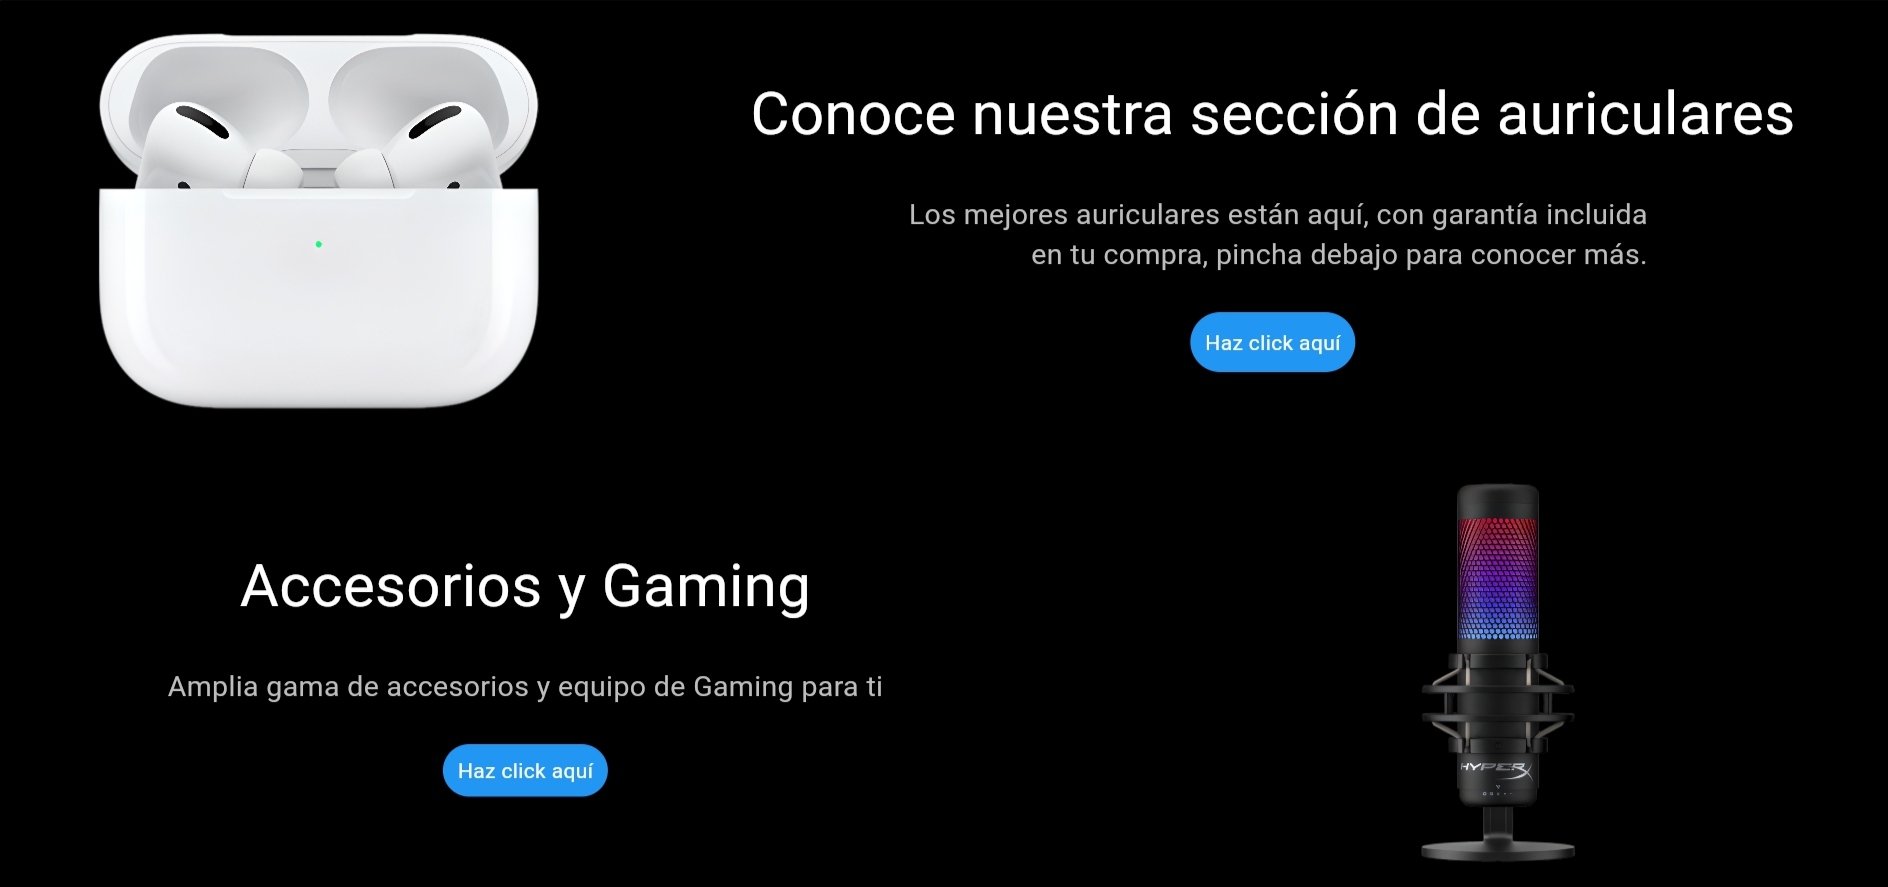 Conoce nuestra sección de auriculares
Los mejores auriculares están aquí, con garantía incluida
en tu compra, pincha debajo para conocer más.
Haz click aquí
Accesorios y Gaming
Amplia gama de accesorios y equipo de Gaming para ti
Haz click aquí
HYPERX